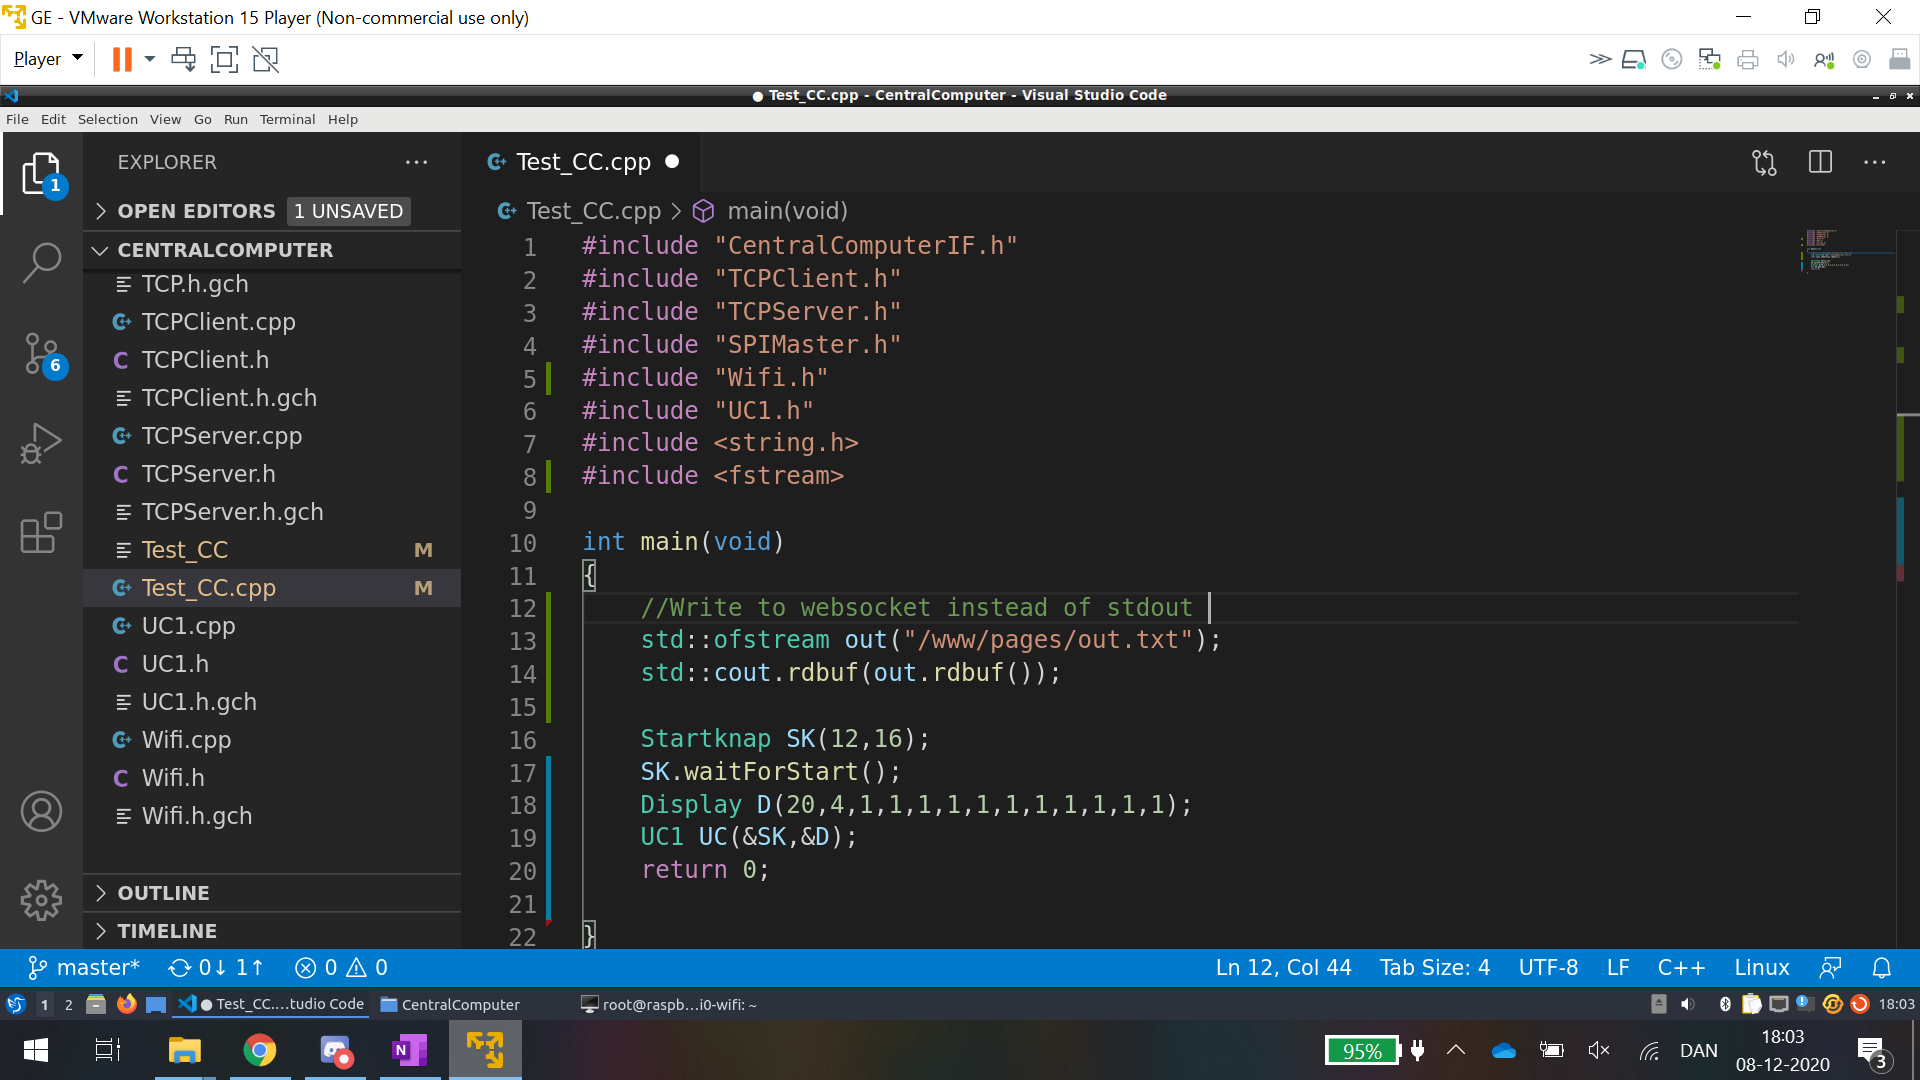 GE - VMware Workstation 15 Player (Non-commercial use only)
Player
● Test_CC.cpp - CentralComputer - Visual Studio Code
File Edit Selection View Go Run Terminal Help
EXPLORER
1
OPEN EDITORS 1 UNSAVED
CENTRALCOMPUTER
TCP.h.gch
TCPClient.cpp
TCPClient.h
6
TCPClient.h.gch
TCPServer.cpp
TCPServer.h
TCPServer.h.gch
Test_CC M
Test_CC.cpp M
UC1.cpp
UC1.h
UC1.h.gch
Wifi.cpp
Wifi.h
Wifi.h.gch
OUTLINE
TIMELINE
Test_CC.cpp ●
Test_CC.cpp > main(void)
1 #include "CentralComputerIF.h"
2 #include "TCPClient.h"
3 #include "TCPServer.h"
4 #include "SPIMaster.h"
5 #include "Wifi.h"
6 #include "UC1.h"
7 #include <string.h>
8 #include <fstream>
9
10 int main(void)
11 {
12 //Write to websocket instead of stdout
13 std::ofstream out("/www/pages/out.txt");
14 std::cout.rdbuf(out.rdbuf());
15
16 Startknap SK(12,16);
17 SK.waitForStart();
18 Display D(20,4,1,1,1,1,1,1,1,1,1,1,1);
19 UC1 UC(&SK,&D);
20 return 0;
21
22 }
master* 0↓ 1↑ 0 0 Ln 12, Col 44 Tab Size: 4 UTF-8 LF C++ Linux
1 2 ● Test_CC....tudio Code CentralComputer root@raspb...i0-wifi: ~ 18:03
95% DAN 18:03
08-12-2020 3